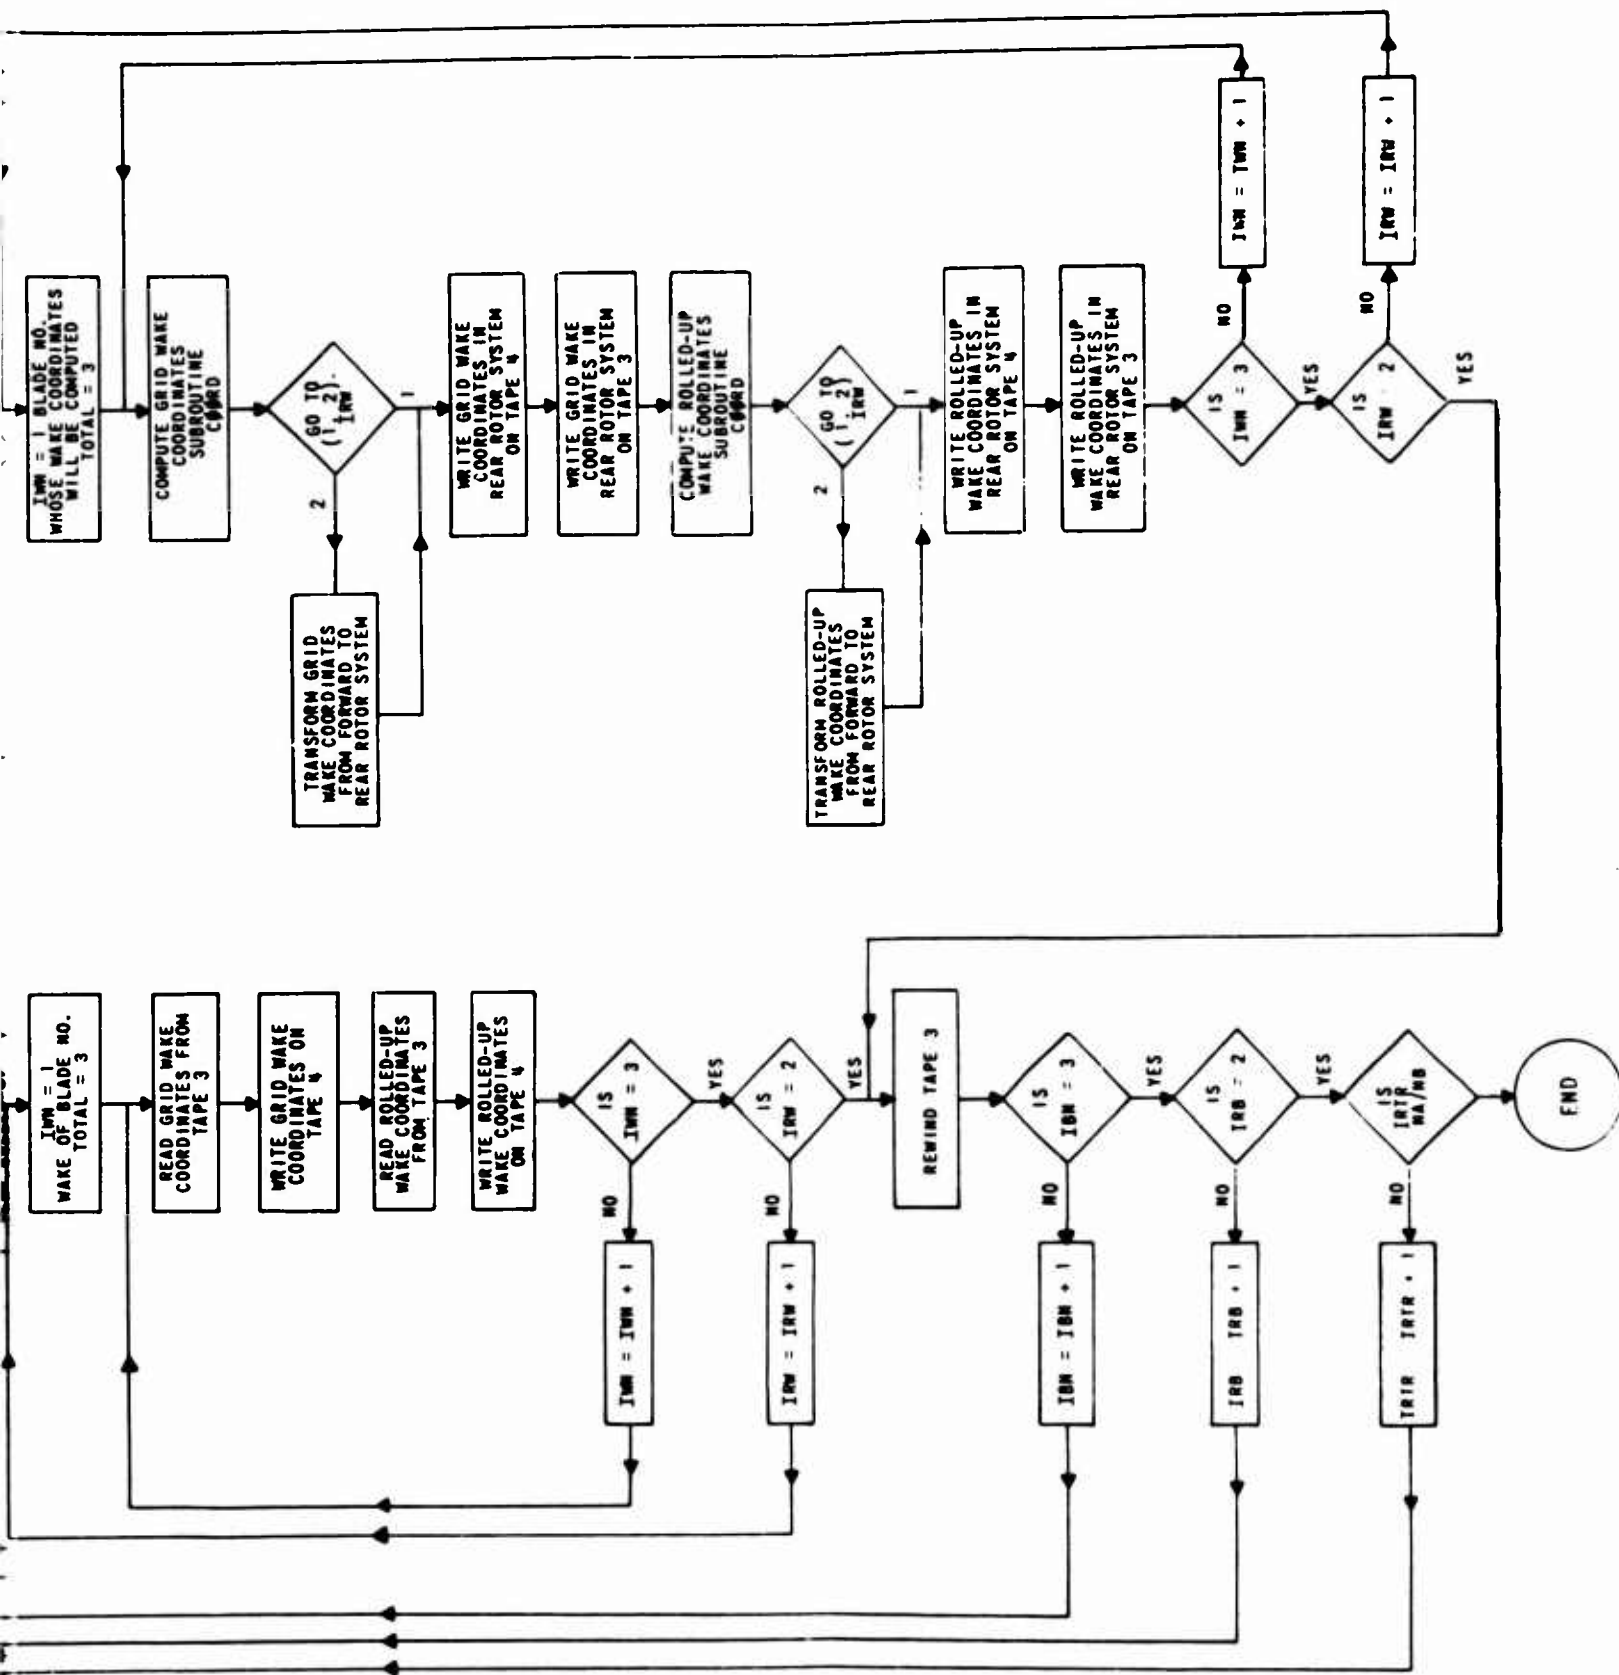 IWN = 1 BLADE NO.
WHOSE WAKE COORDINATES
WILL BE COMPUTED
TOTAL = 3
COMPUTE GRID WAKE
COORDINATES
SUBROUTINE
CØØRD
GO TO
(1, 2),
IRW
1
2
TRANSFORM GRID
WAKE COORDINATES
FROM FORWARD TO
REAR ROTOR SYSTEM
WRITE GRID WAKE
COORDINATES IN
REAR ROTOR SYSTEM
ON TAPE 4
WRITE GRID WAKE
COORDINATES IN
REAR ROTOR SYSTEM
ON TAPE 3
COMPUTE ROLLED-UP
WAKE COORDINATES
SUBROUTINE
CØØRD
GO TO
(1, 2)
IRW
1
2
TRANSFORM ROLLED-UP
WAKE COORDINATES
FROM FORWARD TO
REAR ROTOR SYSTEM
WRITE ROLLED-UP
WAKE COORDINATES IN
REAR ROTOR SYSTEM
ON TAPE 4
WRITE ROLLED-UP
WAKE COORDINATES IN
REAR ROTOR SYSTEM
ON TAPE 3
IS
IWN = 3
NO
IWN = IWN + 1
YES
IS
IRW 2
NO
IRW = IRW + 1
YES
IWN = 1
WAKE OF BLADE NO.
TOTAL = 3
READ GRID WAKE
COORDINATES FROM
TAPE 3
WRITE GRID WAKE
COORDINATES ON
TAPE 4
READ ROLLED-UP
WAKE COORDINATES
FROM TAPE 3
WRITE ROLLED-UP
WAKE COORDINATES
ON TAPE 4
IS
IWN = 3
NO
IWN = IWN + 1
YES
IS
IRW = 2
NO
IRW = IRW + 1
YES
REWIND TAPE 3
IS
IBN = 3
NO
IBN = IBN + 1
YES
IS
IRB = 2
NO
IRB IRB + 1
YES
IS
IRTR
NA/NB
NO
IRTR IRTR + 1
END